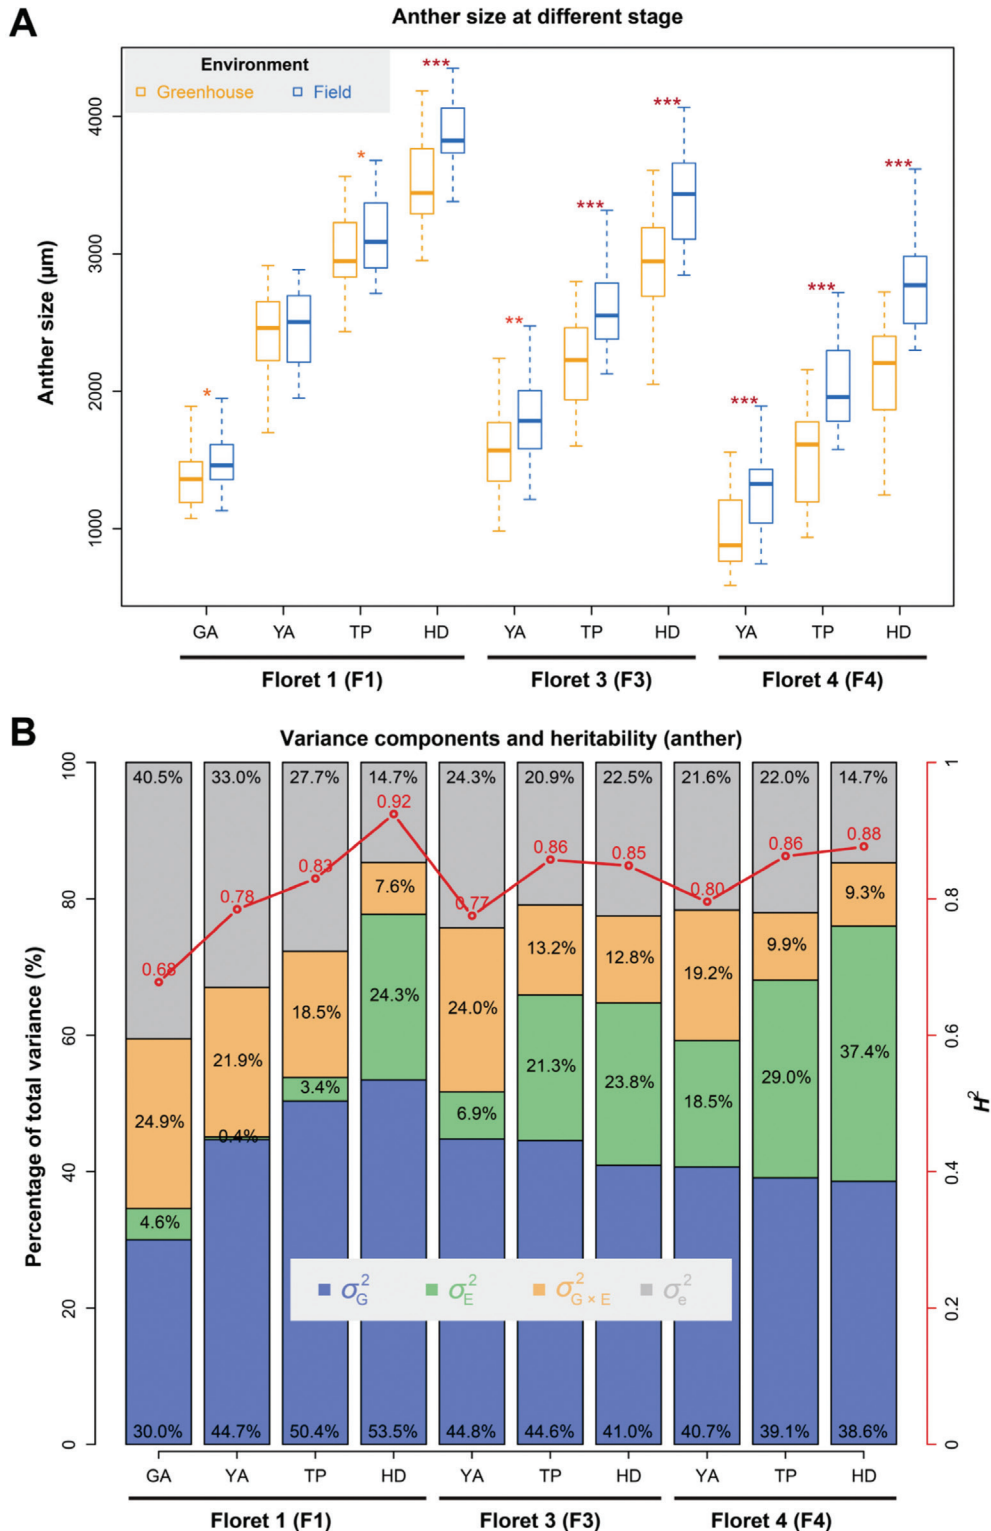 A
Anther size at different stage
Environment
Greenhouse Field
Anther size (µm)
4000
3000
2000
1000
* * *** ** *** *** *** *** ***
GA YA TP HD YA TP HD YA TP HD
Floret 1 (F1) Floret 3 (F3) Floret 4 (F4)
B
Variance components and heritability (anther)
Percentage of total variance (%)
100
80
60
40
20
0
H²
1
0.8
0.6
0.4
0.2
0
40.5% 33.0% 27.7% 14.7% 24.3% 20.9% 22.5% 21.6% 22.0% 14.7%
0.68 0.78 0.83 0.92 0.77 0.86 0.85 0.80 0.86 0.88
24.9% 21.9% 18.5% 7.6% 24.0% 13.2% 12.8% 19.2% 9.9% 9.3%
4.6% 0.4% 3.4% 24.3% 6.9% 21.3% 23.8% 18.5% 29.0% 37.4%
σ²G σ²E σ²G × E σ²e
30.0% 44.7% 50.4% 53.5% 44.8% 44.6% 41.0% 40.7% 39.1% 38.6%
GA YA TP HD YA TP HD YA TP HD
Floret 1 (F1) Floret 3 (F3) Floret 4 (F4)